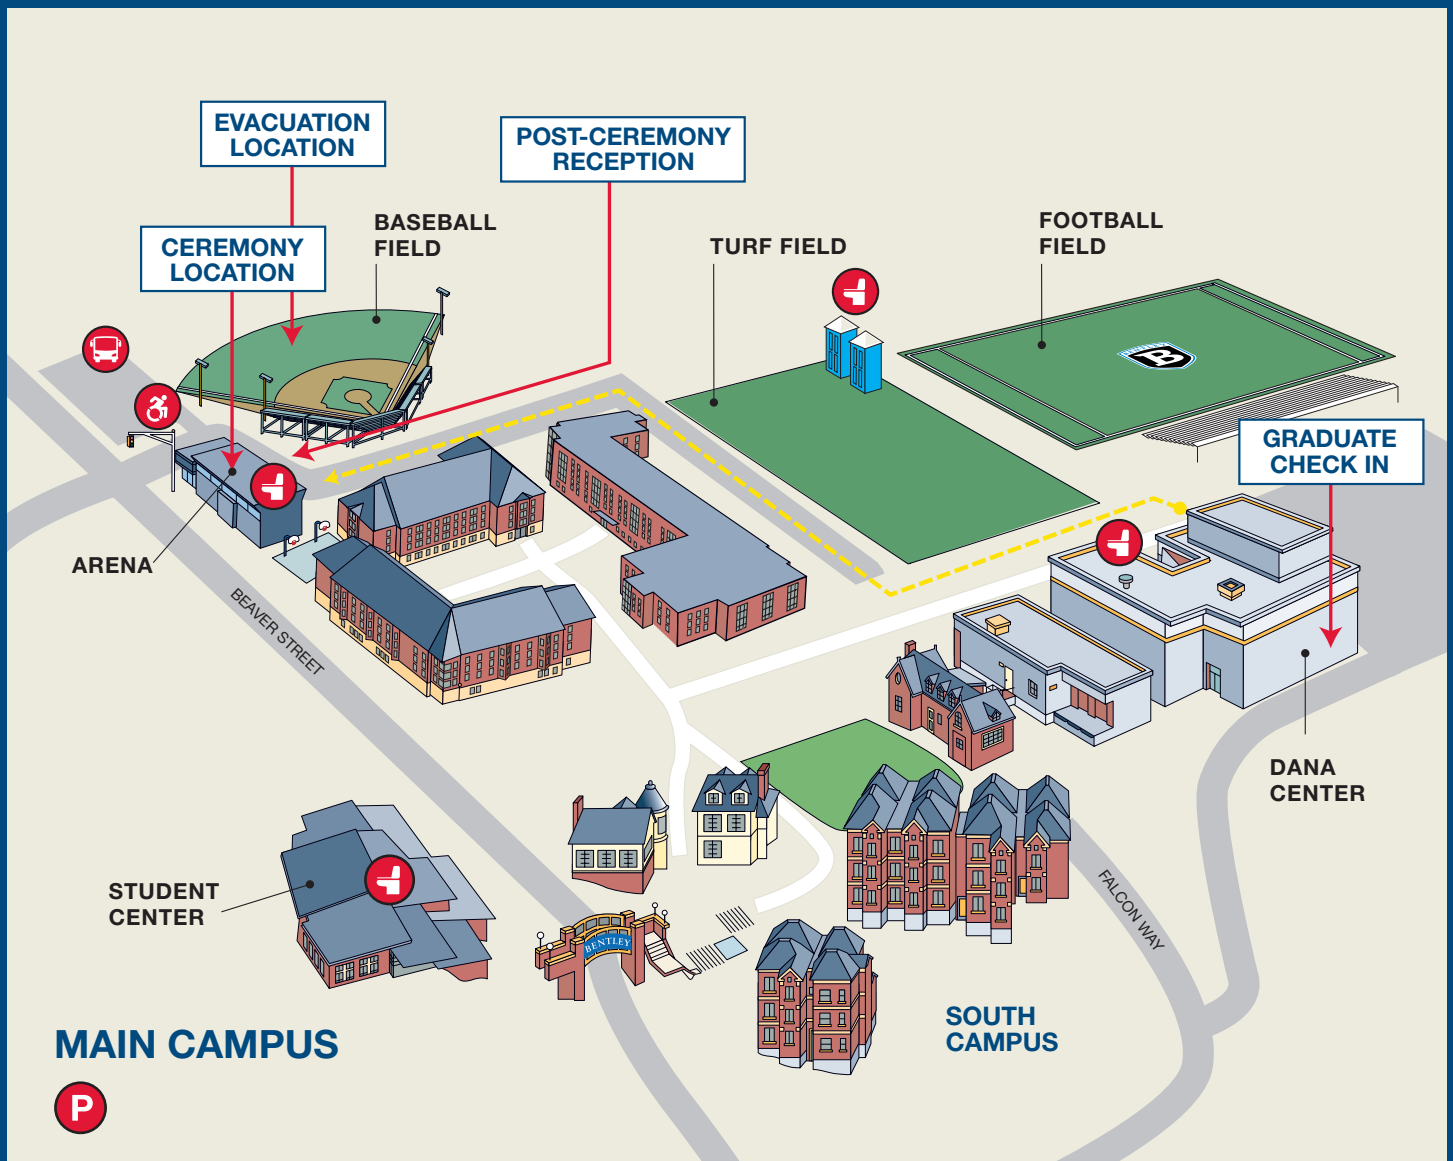 EVACUATION
LOCATION
POST-CEREMONY
RECEPTION
CEREMONY
LOCATION
BASEBALL
FIELD
TURF FIELD
FOOTBALL
FIELD
B
GRADUATE
CHECK IN
ARENA
BEAVER STREET
DANA
CENTER
STUDENT
CENTER
FALCON WAY
BENTLEY
SOUTH
CAMPUS
MAIN CAMPUS
P